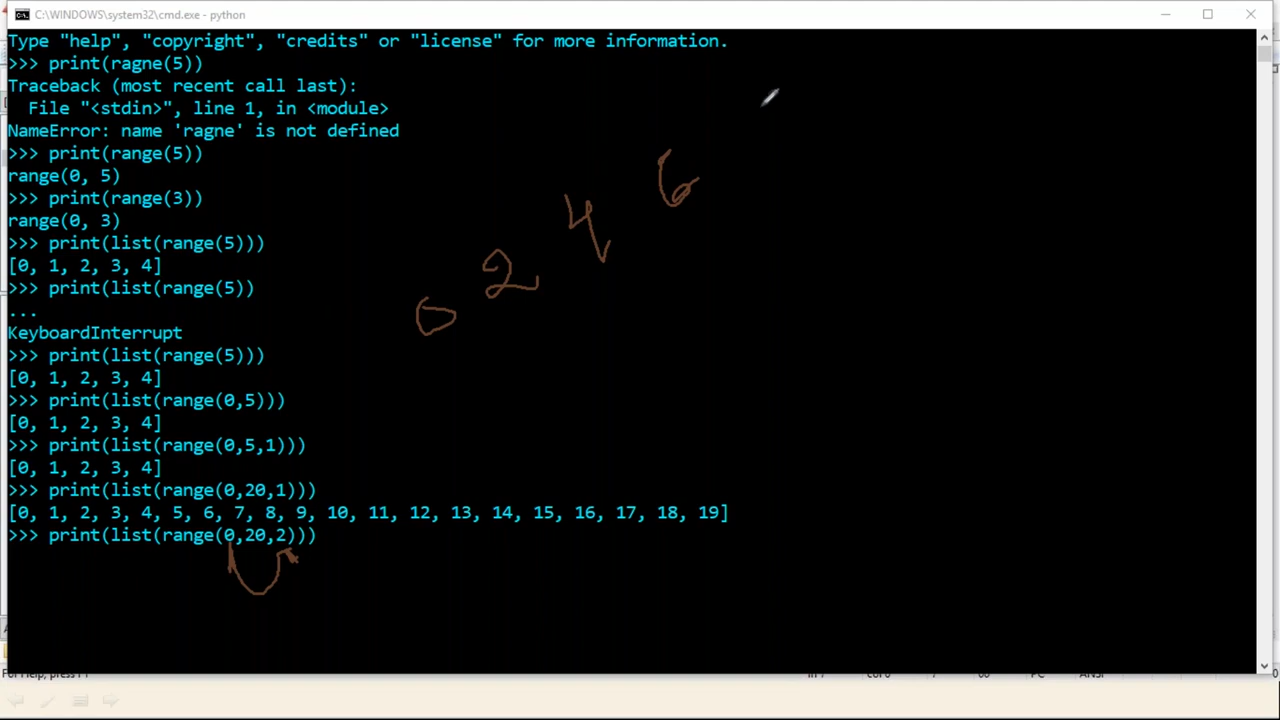 C:\WINDOWS\system32\cmd.exe - python
Type "help", "copyright", "credits" or "license" for more information.
>>> print(ragne(5))
Traceback (most recent call last):
  File "<stdin>", line 1, in <module>
NameError: name 'ragne' is not defined
>>> print(range(5))
range(0, 5)
>>> print(range(3))
range(0, 3)
>>> print(list(range(5)))
[0, 1, 2, 3, 4]
>>> print(list(range(5))
...
KeyboardInterrupt
>>> print(list(range(5)))
[0, 1, 2, 3, 4]
>>> print(list(range(0,5)))
[0, 1, 2, 3, 4]
>>> print(list(range(0,5,1)))
[0, 1, 2, 3, 4]
>>> print(list(range(0,20,1)))
[0, 1, 2, 3, 4, 5, 6, 7, 8, 9, 10, 11, 12, 13, 14, 15, 16, 17, 18, 19]
>>> print(list(range(0,20,2)))
0 2 4 6